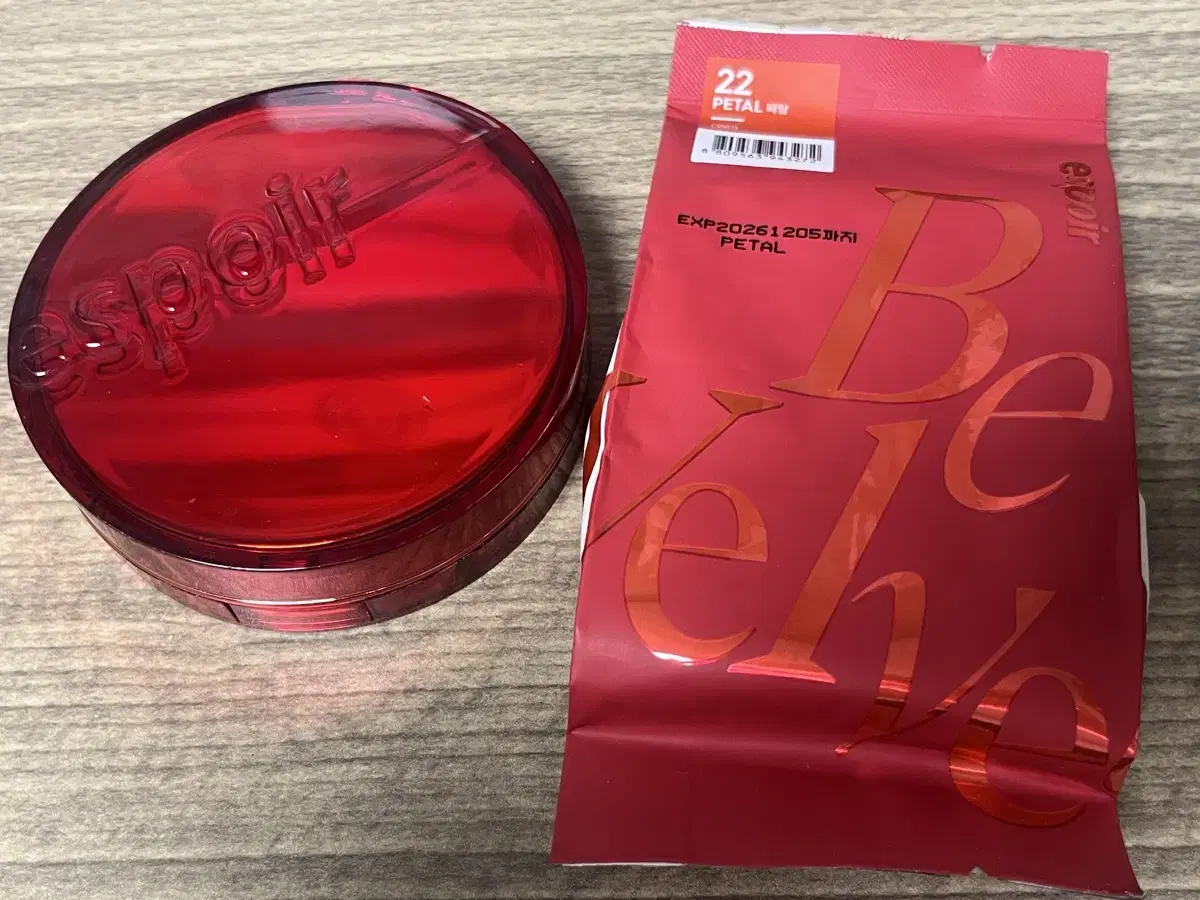 espoir
22
PETAL 페탈
espoir
EXP20261205까지
PETAL
Be
Velve